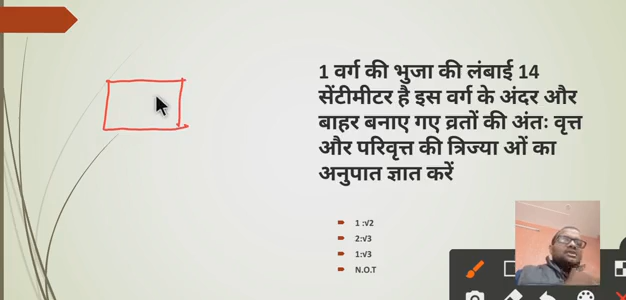 1 वर्ग की भुजा की लंबाई 14
सेंटीमीटर है इस वर्ग के अंदर और
बाहर बनाए गए व्रतों की अंतः वृत्त
और परिवृत्त की त्रिज्या ओं का
अनुपात ज्ञात करें
1 :√2
2:√3
1:√3
N.O.T